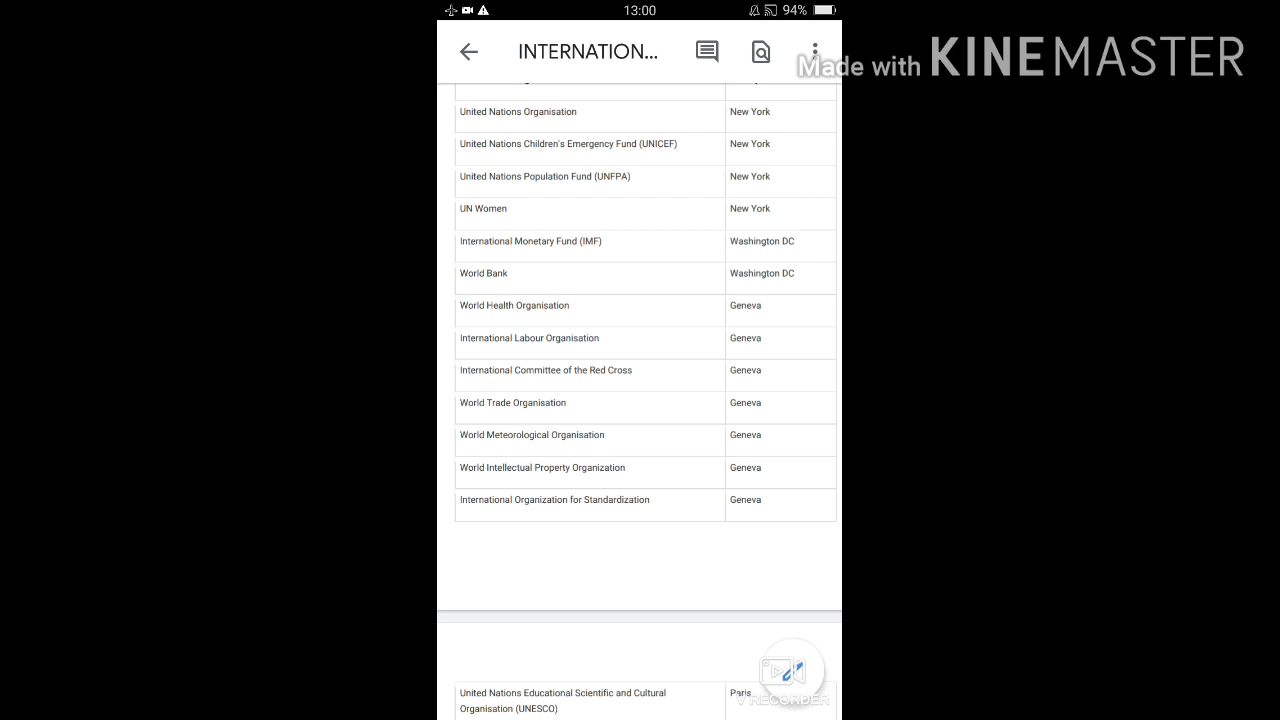 13:00
94%
INTERNATION...
Made with KINEMASTER
United Nations Organisation New York
United Nations Children's Emergency Fund (UNICEF) New York
United Nations Population Fund (UNFPA) New York
UN Women New York
International Monetary Fund (IMF) Washington DC
World Bank Washington DC
World Health Organisation Geneva
International Labour Organisation Geneva
International Committee of the Red Cross Geneva
World Trade Organisation Geneva
World Meteorological Organisation Geneva
World Intellectual Property Organization Geneva
International Organization for Standardization Geneva
United Nations Educational Scientific and Cultural Paris
Organisation (UNESCO)
V RECORDER